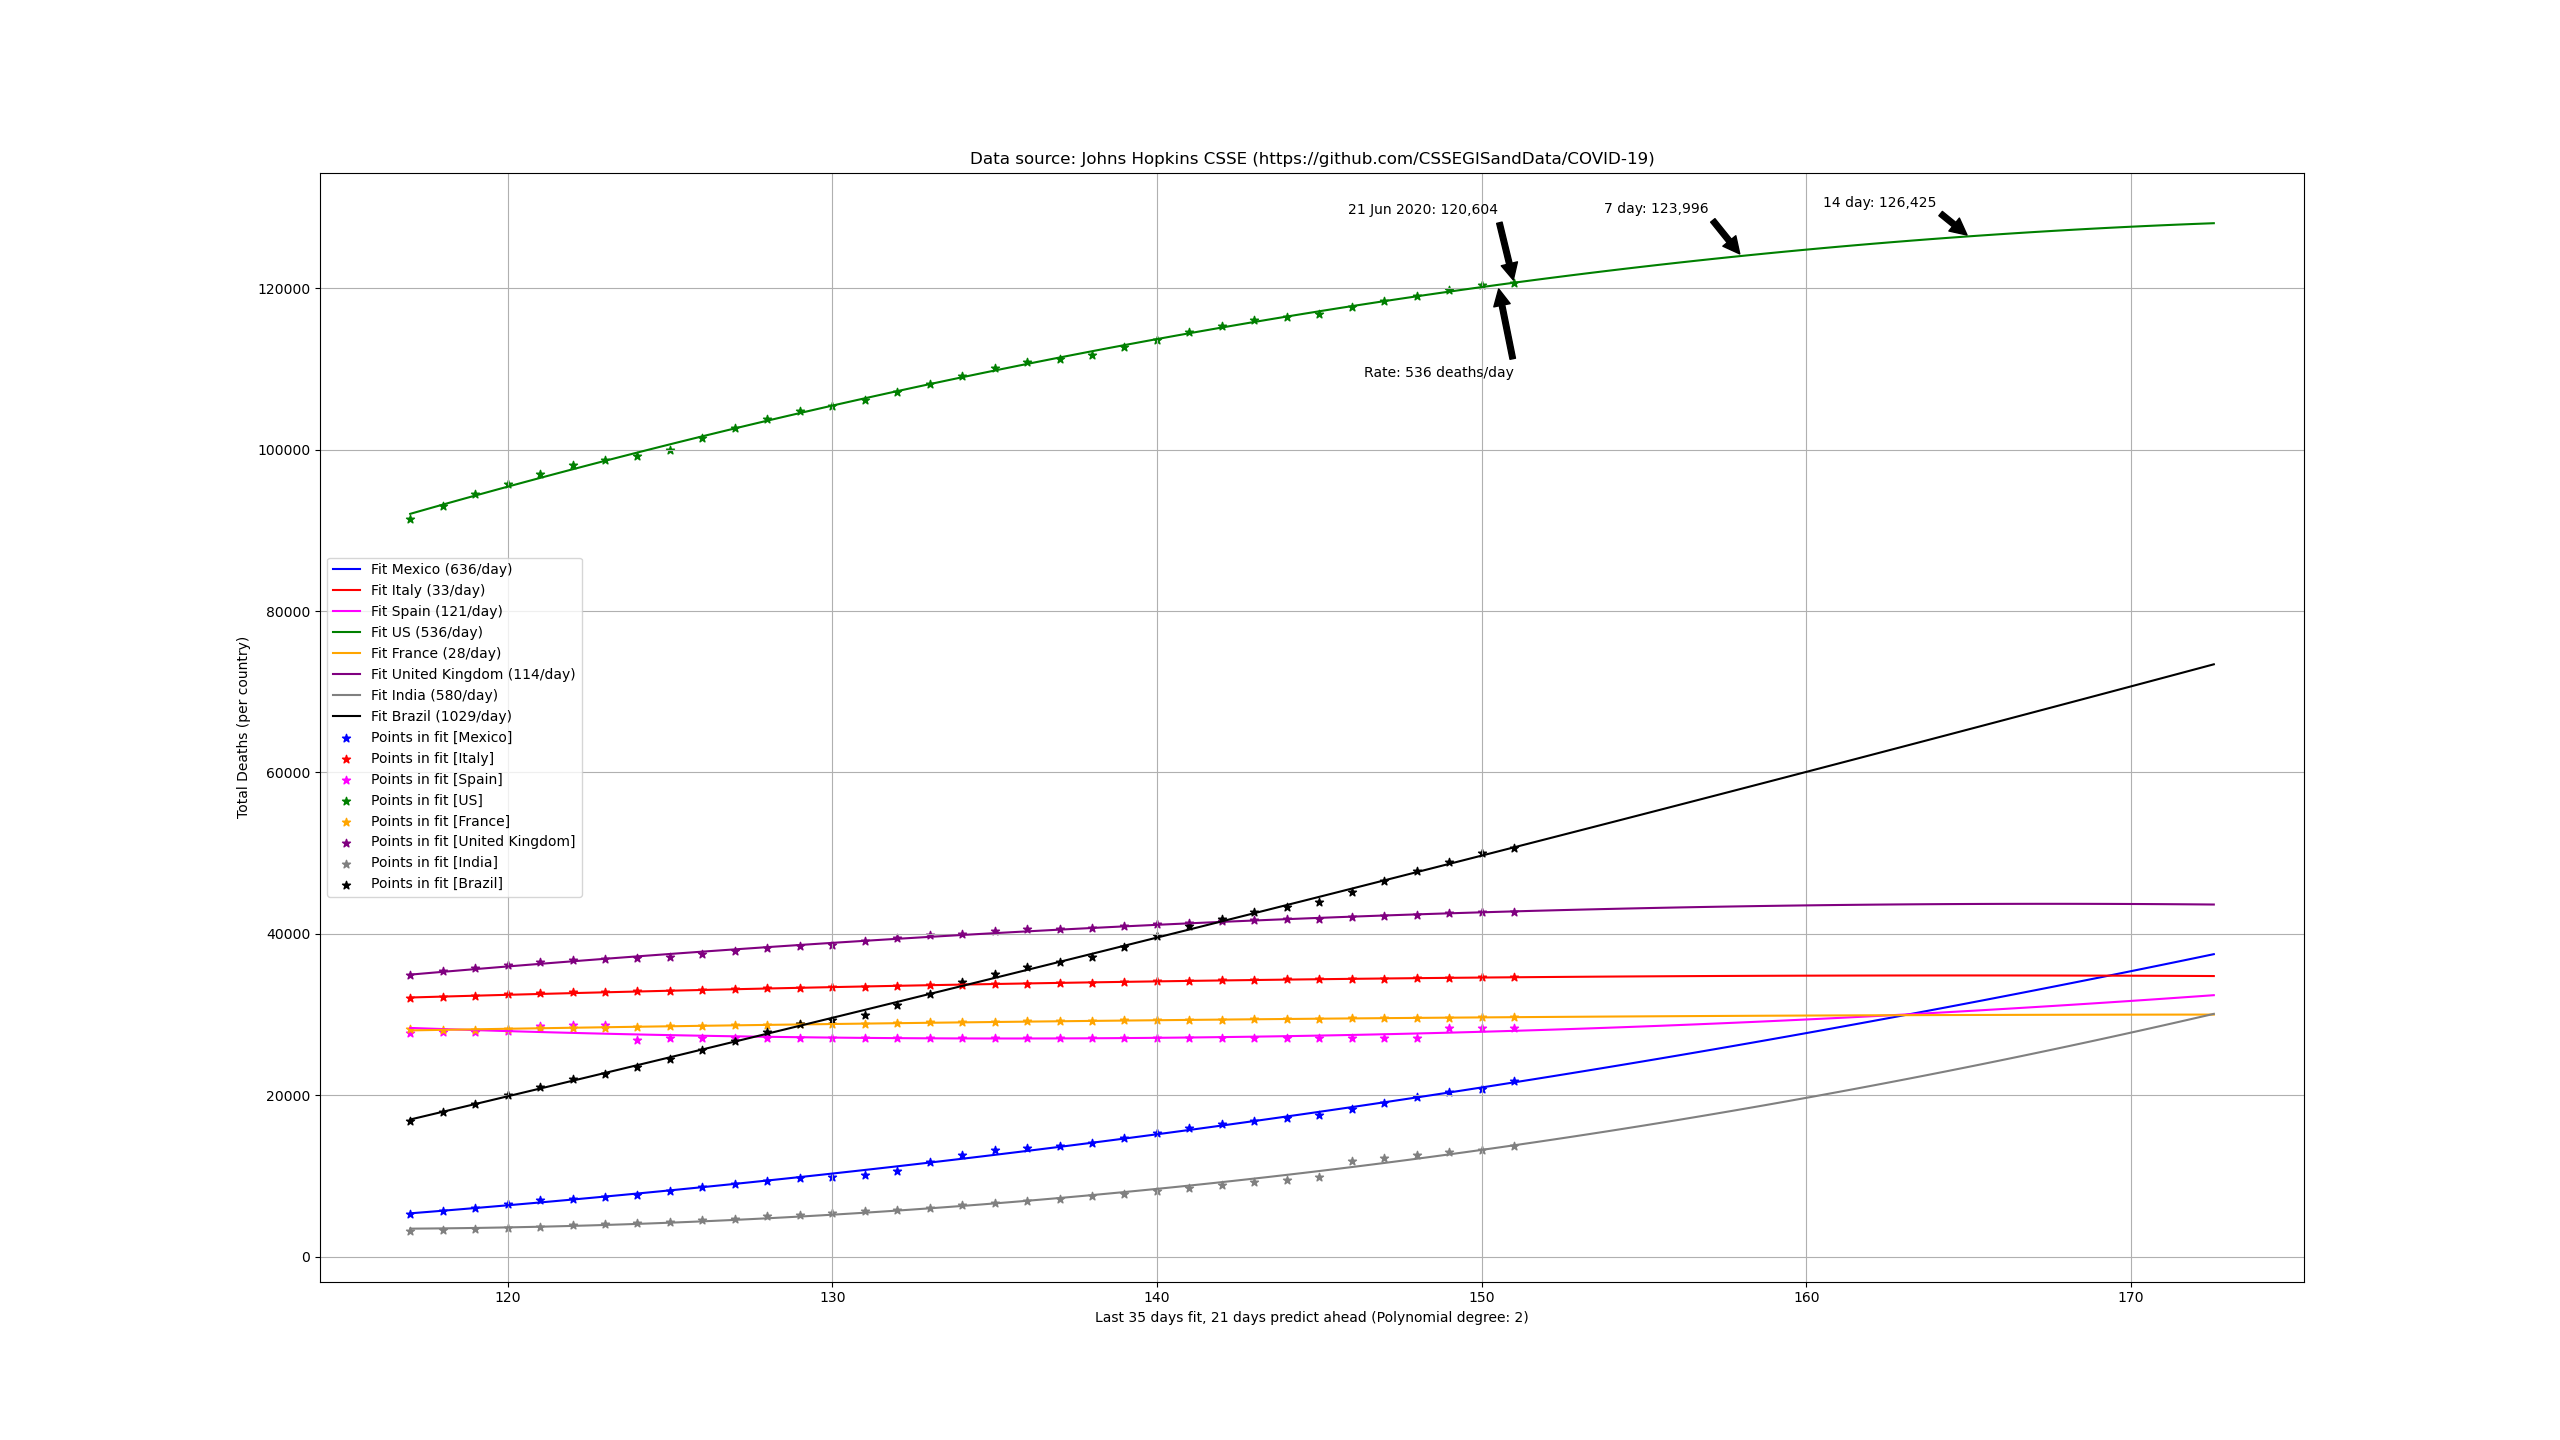 Data source: Johns Hopkins CSSE (https://github.com/CSSEGISandData/COVID-19)
21 Jun 2020: 120,604
7 day: 123,996
14 day: 126,425
Rate: 536 deaths/day
Total Deaths (per country)
120000
100000
80000
60000
40000
20000
0
Fit Mexico (636/day)
Fit Italy (33/day)
Fit Spain (121/day)
Fit US (536/day)
Fit France (28/day)
Fit United Kingdom (114/day)
Fit India (580/day)
Fit Brazil (1029/day)
Points in fit [Mexico]
Points in fit [Italy]
Points in fit [Spain]
Points in fit [US]
Points in fit [France]
Points in fit [United Kingdom]
Points in fit [India]
Points in fit [Brazil]
120 130 140 150 160 170
Last 35 days fit, 21 days predict ahead (Polynomial degree: 2)